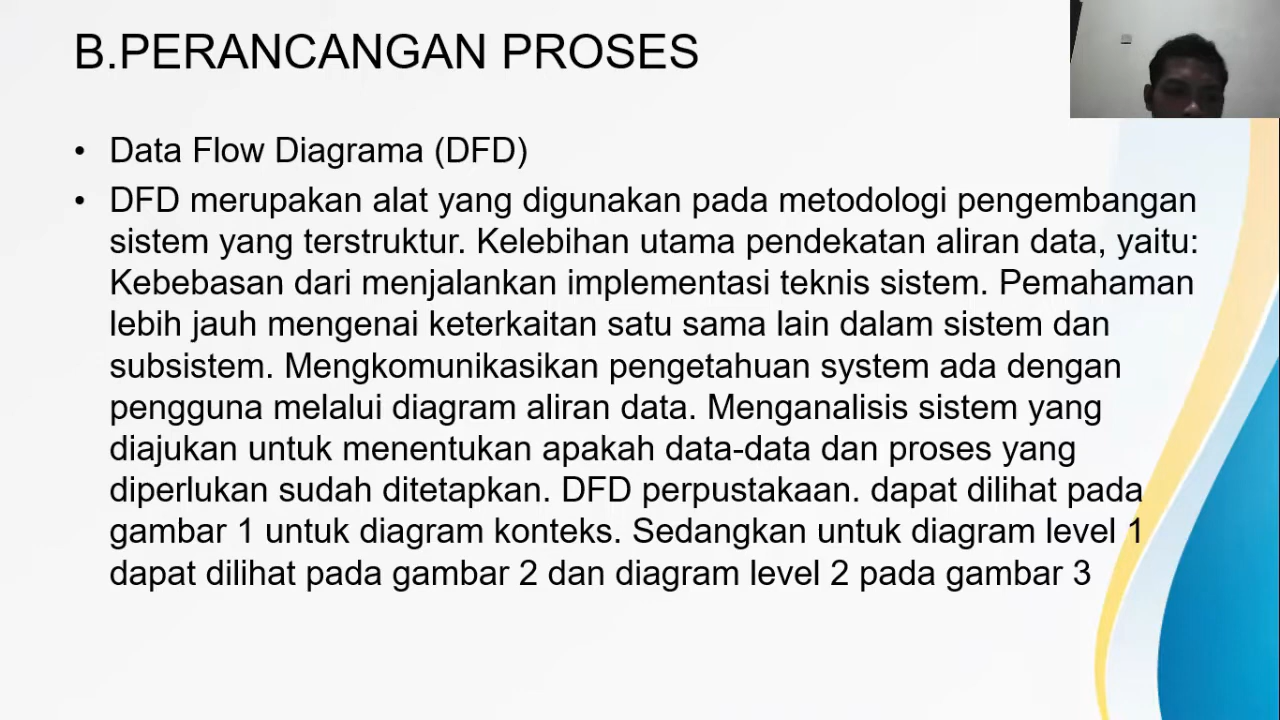 B.PERANCANGAN PROSES
• Data Flow Diagrama (DFD)
• DFD merupakan alat yang digunakan pada metodologi pengembangan
sistem yang terstruktur. Kelebihan utama pendekatan aliran data, yaitu:
Kebebasan dari menjalankan implementasi teknis sistem. Pemahaman
lebih jauh mengenai keterkaitan satu sama lain dalam sistem dan
subsistem. Mengkomunikasikan pengetahuan system ada dengan
pengguna melalui diagram aliran data. Menganalisis sistem yang
diajukan untuk menentukan apakah data-data dan proses yang
diperlukan sudah ditetapkan. DFD perpustakaan. dapat dilihat pada
gambar 1 untuk diagram konteks. Sedangkan untuk diagram level 1
dapat dilihat pada gambar 2 dan diagram level 2 pada gambar 3